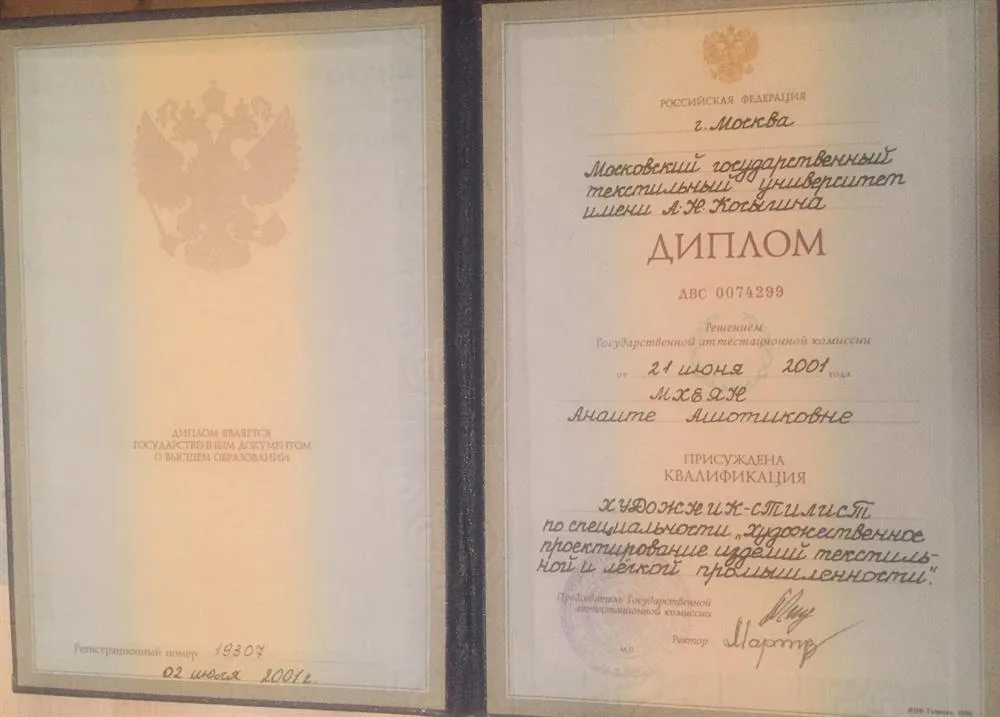 ДИПЛОМ ЯВЛЯЕТСЯ
ГОСУДАРСТВЕННЫМ ДОКУМЕНТОМ
О ВЫСШЕМ ОБРАЗОВАНИИ
Регистрационный номер 19307
02 июля 2001г.
РОССИЙСКАЯ ФЕДЕРАЦИЯ
г. Москва
Московский государственный
текстильный университет
имени А.Н.Косыгина
ДИПЛОМ
ДВС 0074299
Решением
Государственной аттестационной комиссии
от 21 июня 2001 года
МХЕЯН
Анаите Ашотиковне
ПРИСУЖДЕНА
КВАЛИФИКАЦИЯ
ХУДОЖНИК-СТИЛИСТ
по специальности „Художественное
проектирование изделий текстиль-
ной и лёгкой промышленности".
Председатель Государственной
аттестационной комиссии
Ректор
М.П.